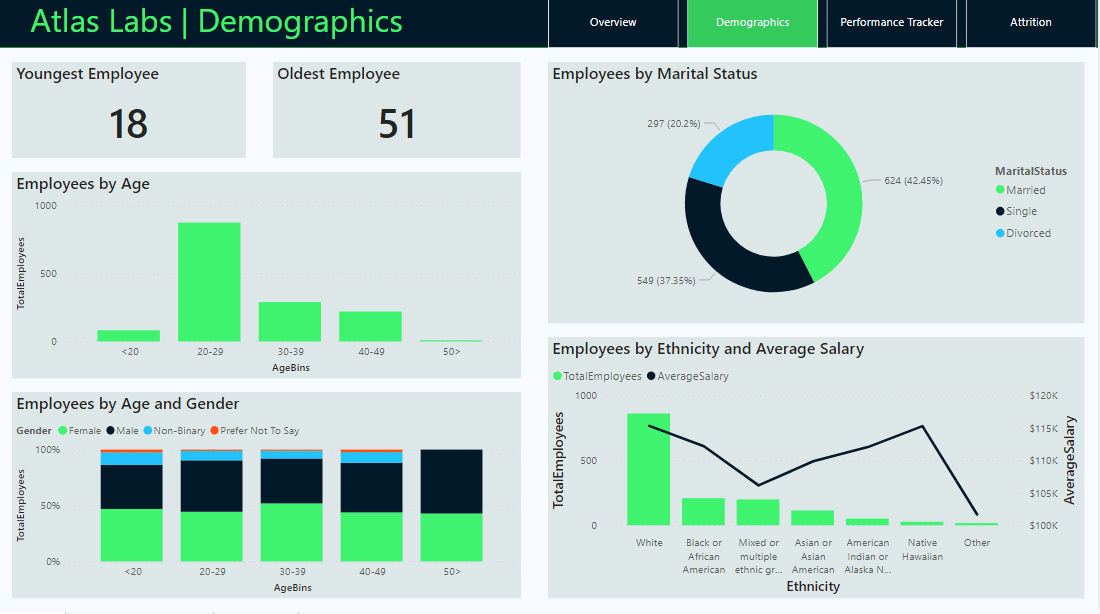 Atlas Labs | Demographics
Overview
Demographics
Performance Tracker
Attrition
Youngest Employee
18
Oldest Employee
51
Employees by Age
TotalEmployees
1000
500
0
<20
20-29
30-39
40-49
50>
AgeBins
Employees by Age and Gender
Gender Female Male Non-Binary Prefer Not To Say
TotalEmployees
100%
50%
0%
<20
20-29
30-39
40-49
50>
AgeBins
Employees by Marital Status
297 (20.2%)
624 (42.45%)
549 (37.35%)
MaritalStatus
Married
Single
Divorced
Employees by Ethnicity and Average Salary
TotalEmployees AverageSalary
TotalEmployees
1000
500
0
$120K
$115K
$110K
$105K
$100K
AverageSalary
White
Black or
African
American
Mixed or
multiple
ethnic gr...
Asian or
Asian
American
American
Indian or
Alaska N...
Native
Hawaiian
Other
Ethnicity